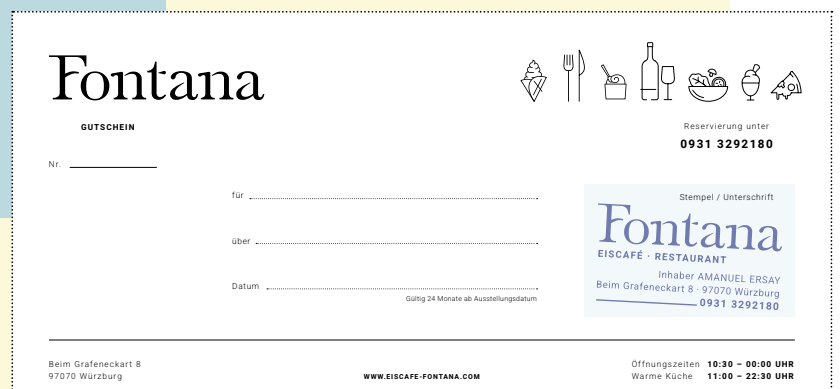 Fontana
GUTSCHEIN
Reservierung unter
0931 3292180
Nr.
für
über
Datum
Gültig 24 Monate ab Ausstellungsdatum
Stempel / Unterschrift
Fontana
EISCAFÉ · RESTAURANT
Inhaber AMANUEL ERSAY
Beim Grafeneckart 8 · 97070 Würzburg
0931 3292180
Beim Grafeneckart 8
97070 Würzburg
WWW.EISCAFE-FONTANA.COM
Öffnungszeiten 10:30 – 00:00 UHR
Warme Küche 11:00 – 22:30 UHR